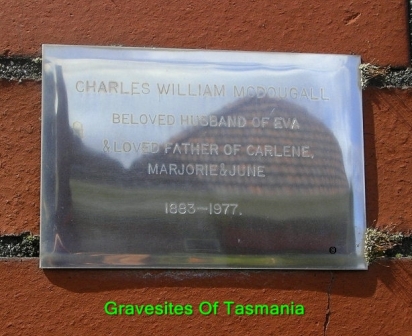 CHARLES WILLIAM MCDOUGALL
BELOVED HUSBAND OF EVA
& LOVED FATHER OF CARLENE,
MARJORIE & JUNE
1883—1977.
Gravesites Of Tasmania